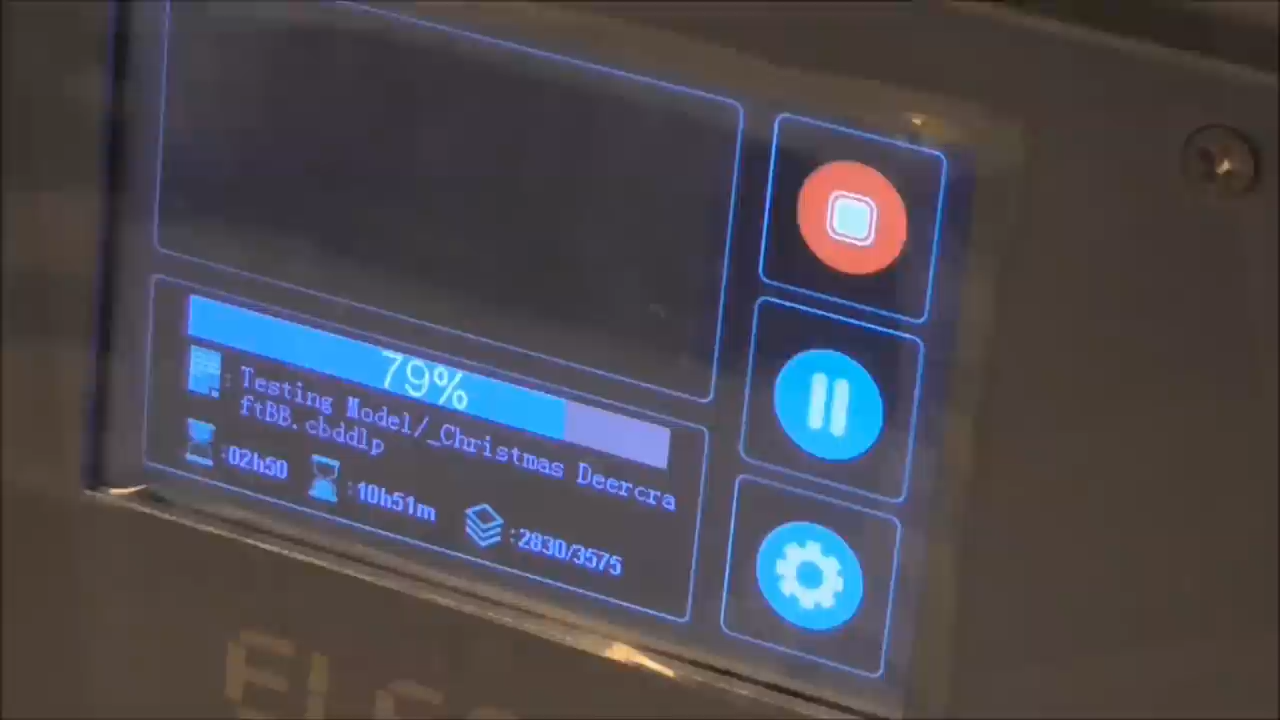 79%
: Testing Model/_Christmas Deercra
ftBB.cbddlp
:02h50 :10h51m :2830/3575